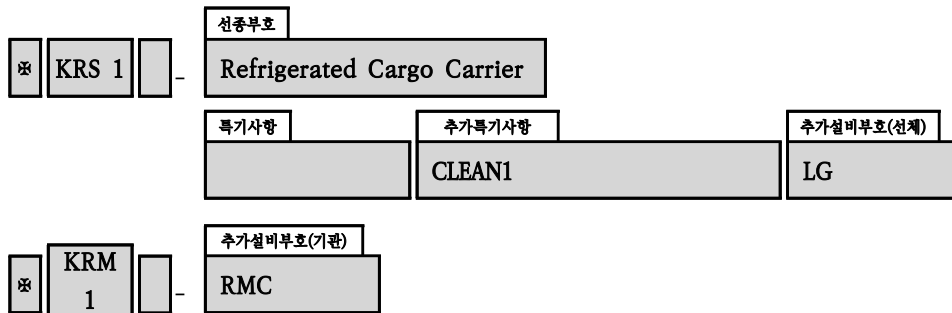 선종부호
✠ KRS 1 _ Refrigerated Cargo Carrier
특기사항 추가특기사항 추가설비부호(선체)
CLEAN1 LG
추가설비부호(기관)
✠ KRM 1 _ RMC